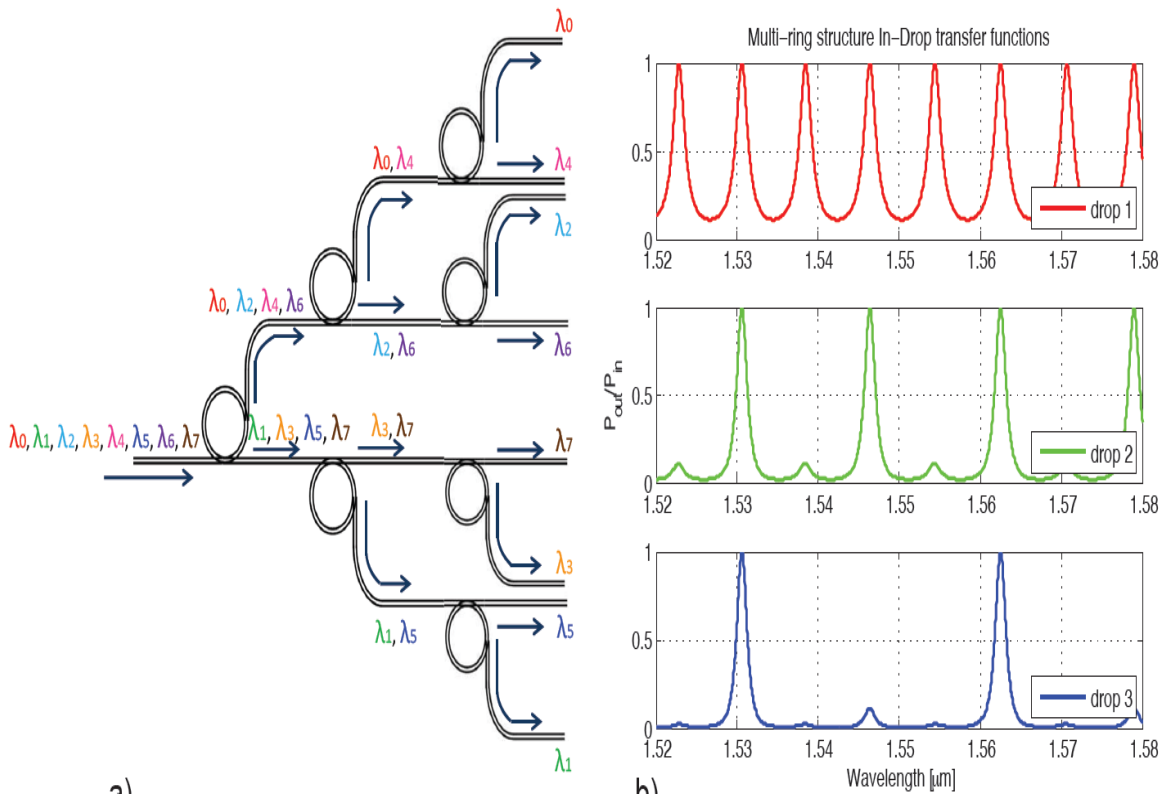 λ0
λ0, λ4
λ4
λ2
λ0, λ2, λ4, λ6
λ2, λ6
λ6
λ0, λ1, λ2, λ3, λ4, λ5, λ6, λ7
λ1, λ3, λ5, λ7
λ3, λ7
λ7
λ3
λ1, λ5
λ5
λ1
a)
Multi-ring structure In-Drop transfer functions
1
0.5
0
1.52 1.53 1.54 1.55 1.56 1.57 1.58
drop 1
Pout/Pin
1
0.5
0
1.52 1.53 1.54 1.55 1.56 1.57 1.58
drop 2
1
0.5
0
1.52 1.53 1.54 1.55 1.56 1.57 1.58
drop 3
Wavelength [μm]
b)